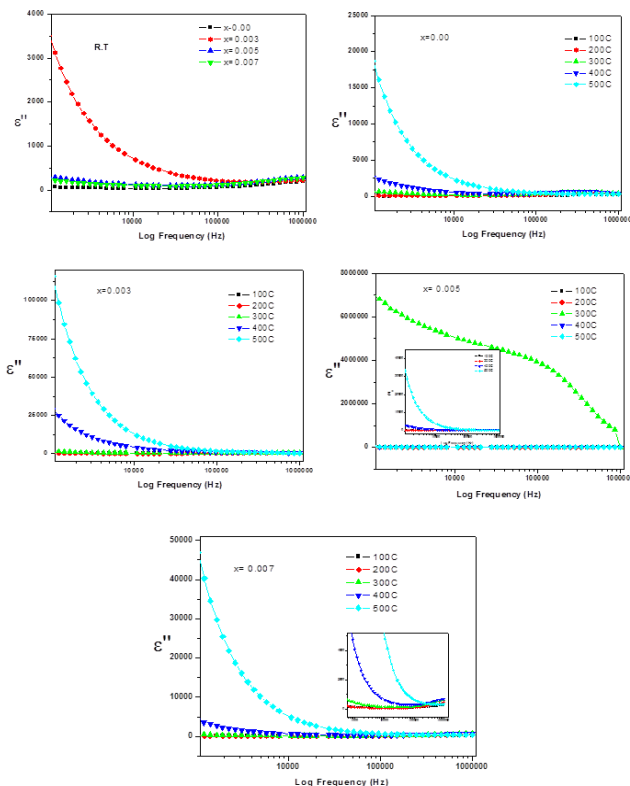 4000
3000
2000
1000
0
ε"
R.T
x-0.00
x=0.003
x=0.005
x=0.007
10000
100000
1000000
Log Frequency (Hz)
25000
20000
15000
10000
5000
0
ε"
x=0.00
100C
200C
300C
400C
500C
10000
100000
1000000
Log Frequency (Hz)
100000
75000
50000
25000
0
ε"
x=0.003
100C
200C
300C
400C
500C
10000
100000
1000000
Log Frequency (Hz)
8000000
6000000
4000000
2000000
0
ε"
x= 0.005
100C
200C
300C
400C
500C
10000
100000
1000000
Log Frequency (Hz)
50000
40000
30000
20000
10000
0
ε"
x= 0.007
100C
200C
300C
400C
500C
10000
100000
1000000
Log Frequency (Hz)